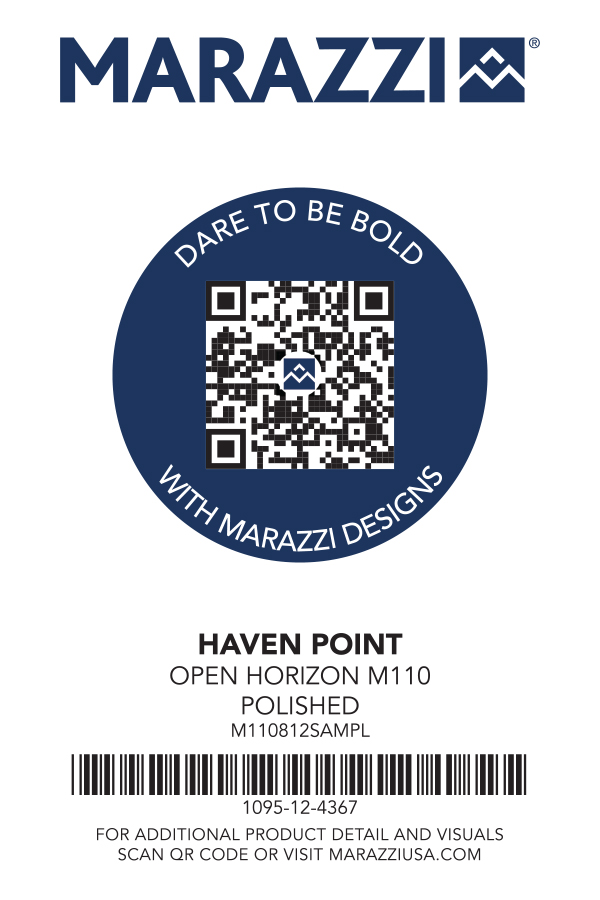 MARAZZI®
DARE TO BE BOLD
WITH MARAZZI DESIGNS
HAVEN POINT
OPEN HORIZON M110
POLISHED
M110812SAMPL
1095-12-4367
FOR ADDITIONAL PRODUCT DETAIL AND VISUALS
SCAN QR CODE OR VISIT MARAZZIUSA.COM